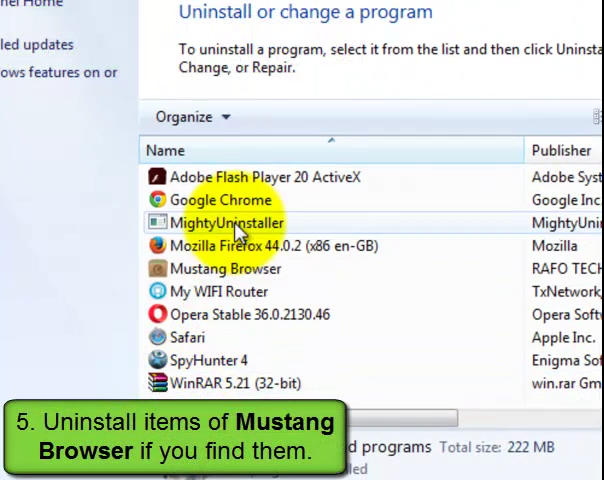 nel Home
Uninstall or change a program
led updates
To uninstall a program, select it from the list and then click Uninsta
ows features on or
Change, or Repair.
Organize
Name Publisher
Adobe Flash Player 20 ActiveX Adobe Syst
Google Chrome Google Inc.
MightyUninstaller MightyUnin
Mozilla Firefox 44.0.2 (x86 en-GB) Mozilla
Mustang Browser RAFO TECH
My WIFI Router TxNetwork,
Opera Stable 36.0.2130.46 Opera Softw
Safari Apple Inc.
SpyHunter 4 Enigma Sof
WinRAR 5.21 (32-bit) win.rar Gm
5. Uninstall items of Mustang
Browser if you find them.
d programs Total size: 222 MB
led